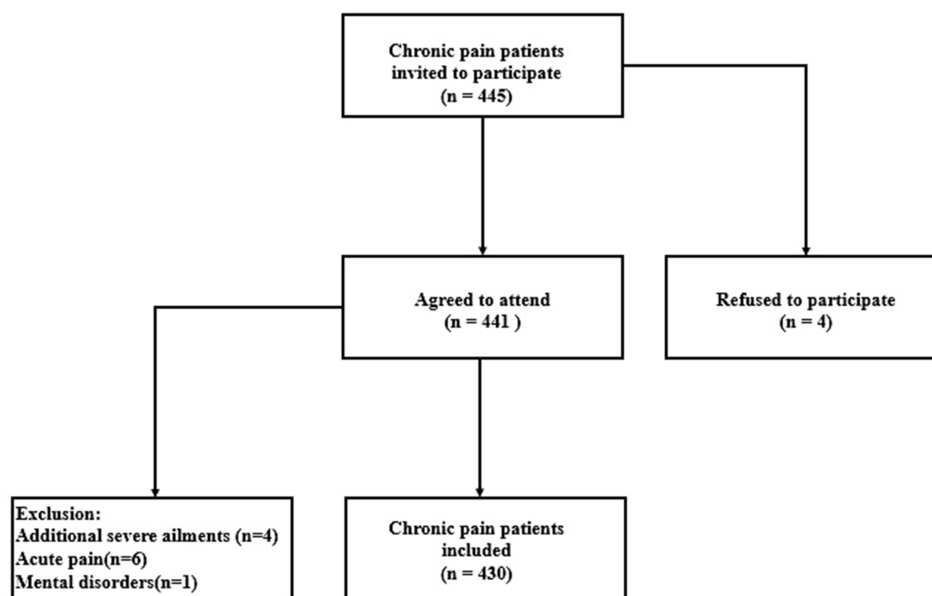 Chronic pain patients
invited to participate
(n = 445)
Agreed to attend
(n = 441 )
Refused to participate
(n = 4)
Exclusion:
Additional severe ailments (n=4)
Acute pain(n=6)
Mental disorders(n=1)
Chronic pain patients
included
(n = 430)